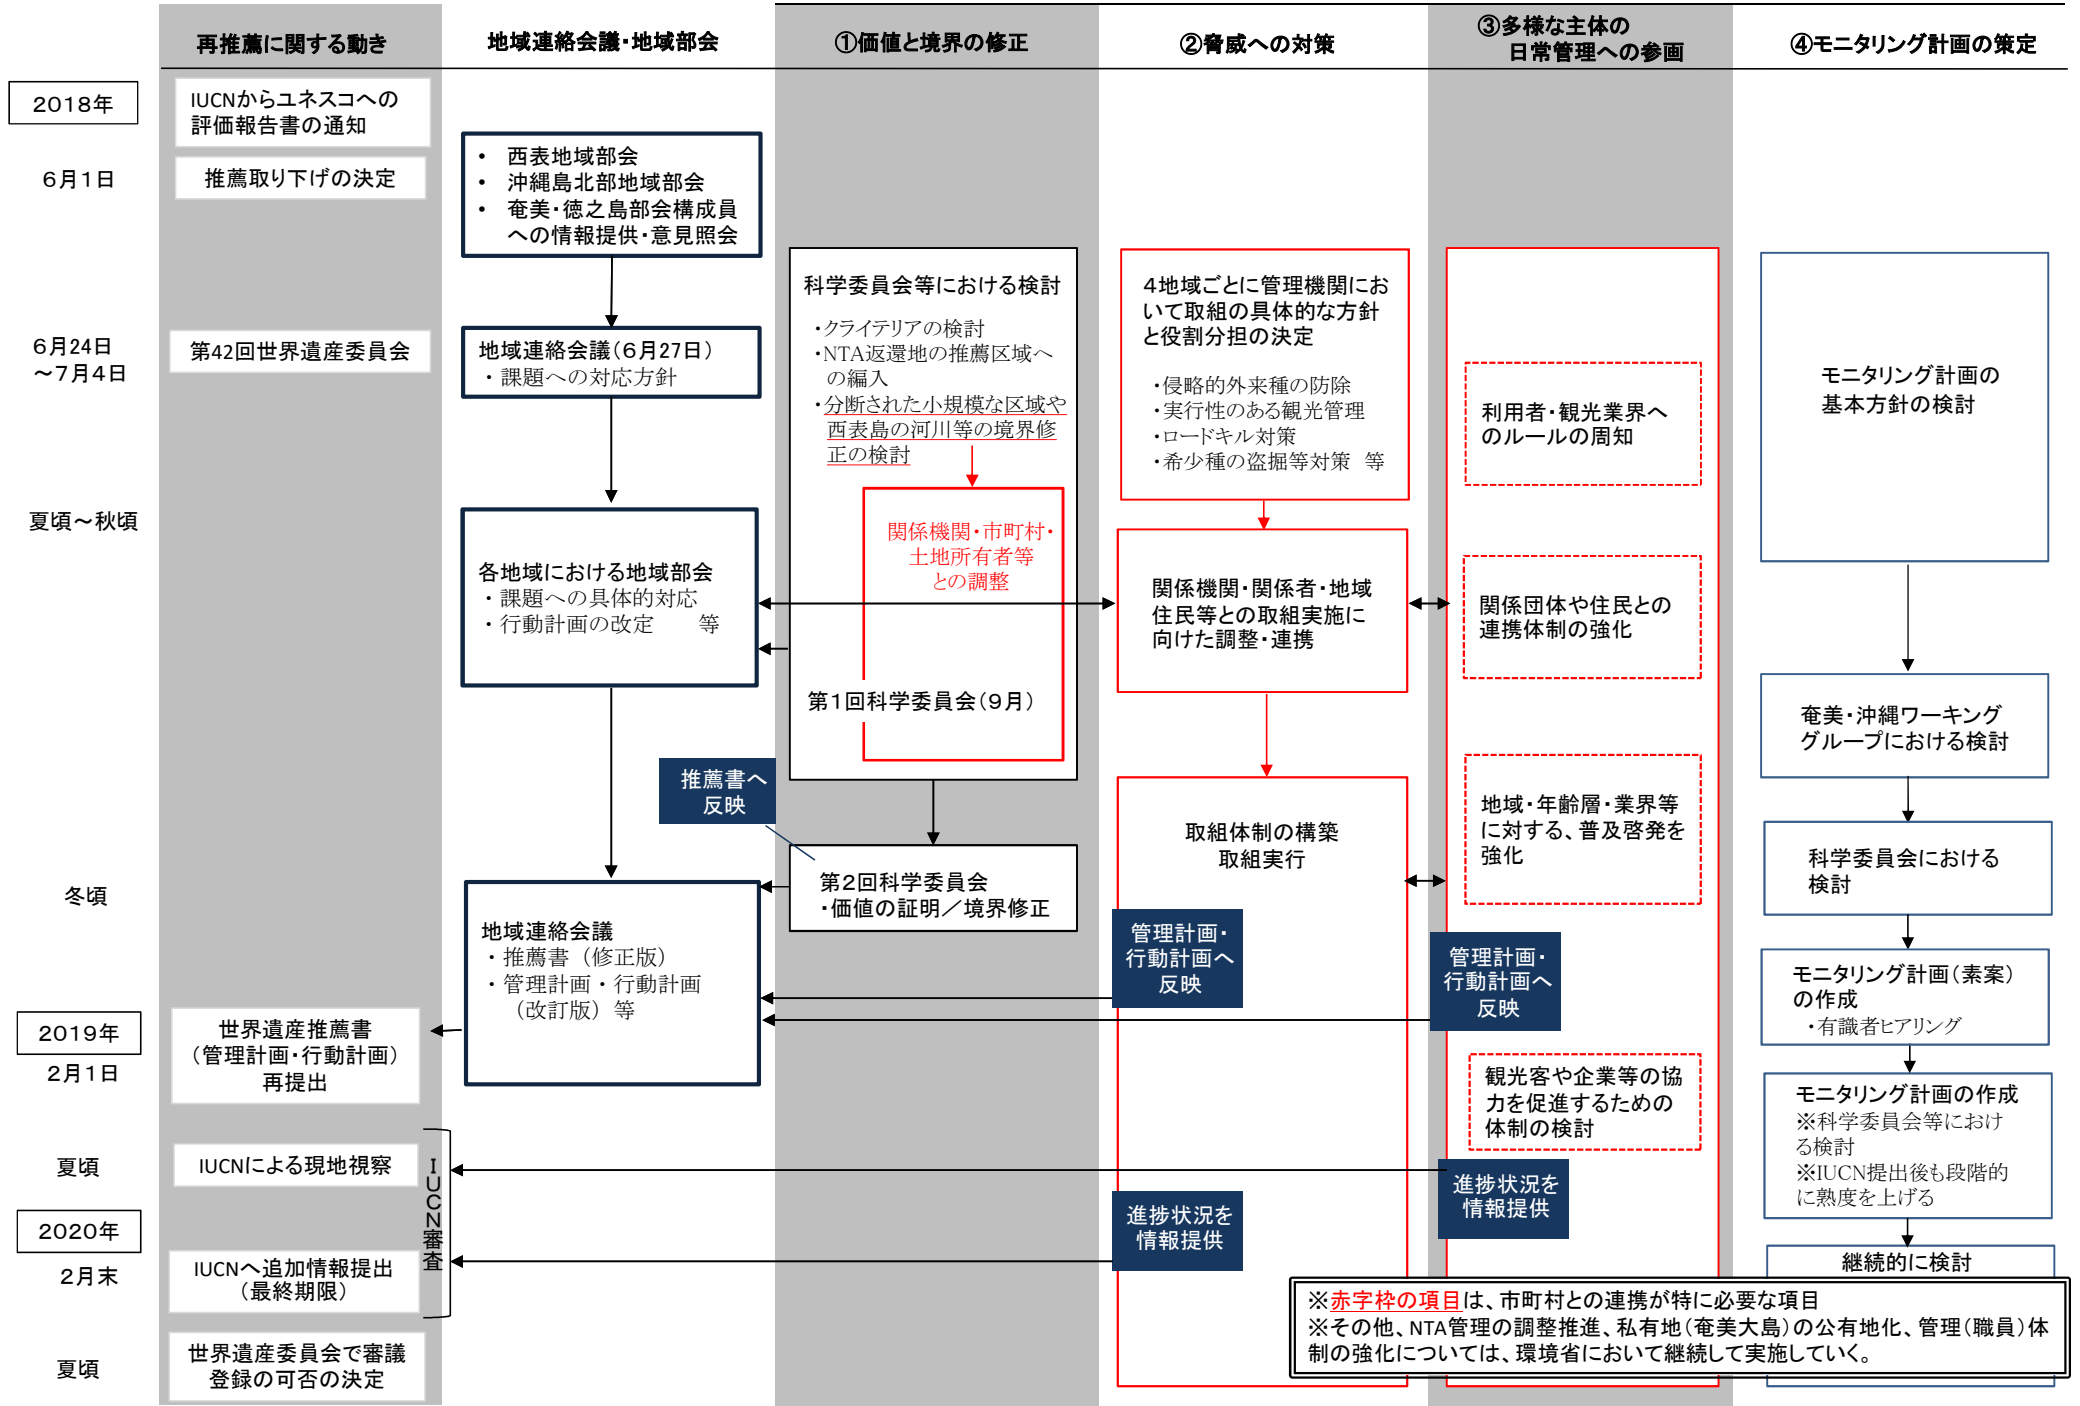 再推薦に関する動き
地域連絡会議・地域部会
①価値と境界の修正
②脅威への対策
③多様な主体の
日常管理への参画
④モニタリング計画の策定
2018年
6月1日
6月24日
～7月4日
夏頃～秋頃
冬頃
2019年
2月1日
夏頃
2020年
2月末
夏頃
IUCNからユネスコへの
評価報告書の通知
推薦取り下げの決定
第42回世界遺産委員会
世界遺産推薦書
（管理計画・行動計画）
再提出
IUCNによる現地視察
IUCNへ追加情報提出
（最終期限）
世界遺産委員会で審議
登録の可否の決定
IUCN審査
• 西表地域部会
• 沖縄島北部地域部会
• 奄美・徳之島部会構成員
への情報提供・意見照会
地域連絡会議（6月27日）
・課題への対応方針
各地域における地域部会
・課題への具体的対応
・行動計画の改定　等
地域連絡会議
・推薦書（修正版）
・管理計画・行動計画
（改訂版）等
科学委員会等における検討
・クライテリアの検討
・NTA返還地の推薦区域へ
の編入
・分断された小規模な区域や
西表島の河川等の境界修
正の検討
関係機関・市町村・
土地所有者等
との調整
第1回科学委員会（9月）
推薦書へ
反映
第2回科学委員会
・価値の証明／境界修正
4地域ごとに管理機関にお
いて取組の具体的な方針
と役割分担の決定
・侵略的外来種の防除
・実行性のある観光管理
・ロードキル対策
・希少種の盗掘等対策　等
関係機関・関係者・地域
住民等との取組実施に
向けた調整・連携
取組体制の構築
取組実行
管理計画・
行動計画へ
反映
進捗状況を
情報提供
利用者・観光業界へ
のルールの周知
関係団体や住民との
連携体制の強化
地域・年齢層・業界等
に対する、普及啓発を
強化
管理計画・
行動計画へ
反映
観光客や企業等の協
力を促進するための
体制の検討
進捗状況を
情報提供
モニタリング計画の
基本方針の検討
奄美・沖縄ワーキング
グループにおける検討
科学委員会における
検討
モニタリング計画（素案）
の作成
・有識者ヒアリング
モニタリング計画の作成
※科学委員会等におけ
る検討
※IUCN提出後も段階的
に熟度を上げる
継続的に検討
※赤字枠の項目は、市町村との連携が特に必要な項目
※その他、NTA管理の調整推進、私有地（奄美大島）の公有地化、管理（職員）体
制の強化については、環境省において継続して実施していく。